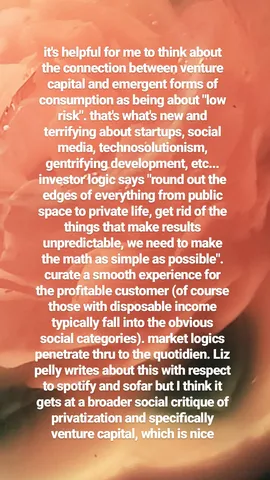 it's helpful for me to think about
the connection between venture
capital and emergent forms of
consumption as being about "low
risk". that's what's new and
terrifying about startups, social
media, technosolutionism,
gentrifying development, etc...
investor logic says "round out the
edges of everything from public
space to private life, get rid of the
things that make results
unpredictable, we need to make
the math as simple as possible".
curate a smooth experience for
the profitable customer (of course
those with disposable income
typically fall into the obvious
social categories). market logics
penetrate thru to the quotidien. Liz
pelly writes about this with respect
to spotify and sofar but I think it
gets at a broader social critique of
privatization and specifically
venture capital, which is nice